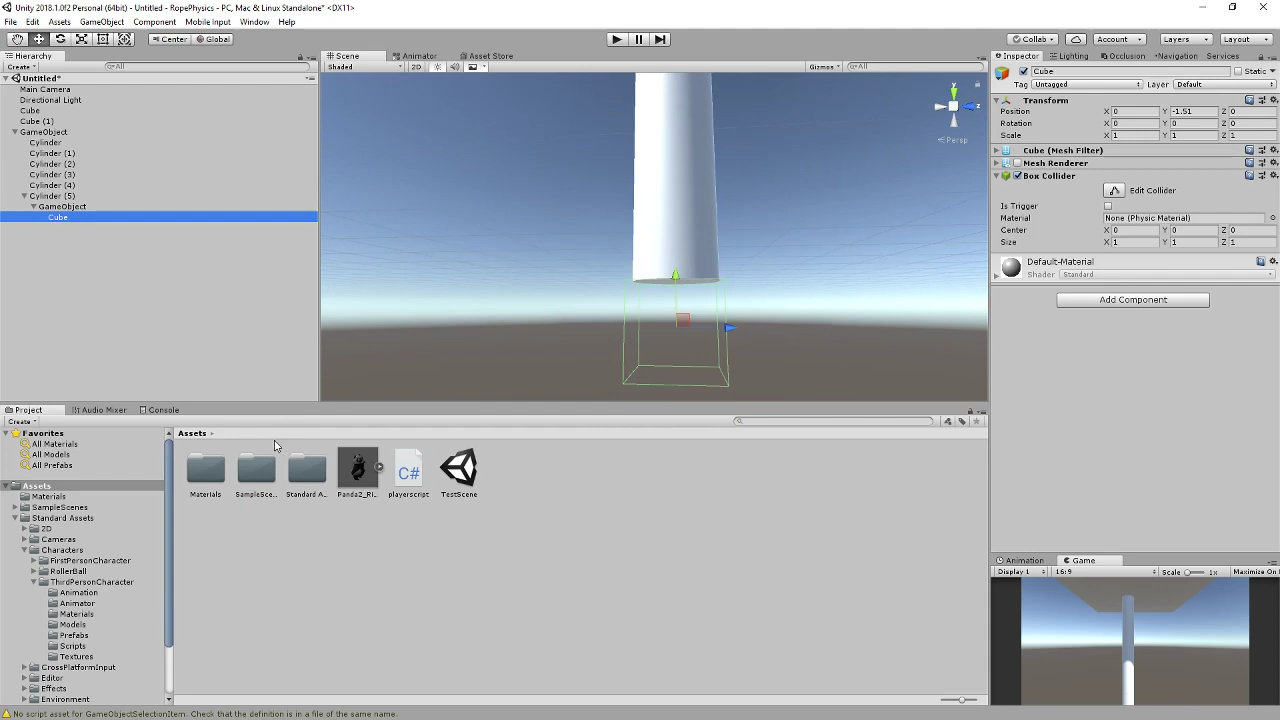 Unity 2018.1.0f2 Personal (64bit) - Untitled - RopePhysics - PC, Mac & Linux Standalone* <DX11>
File Edit Assets GameObject Component Mobile Input Window Help
Center Global Collab Account Layers Layout
Hierarchy Scene Animator Asset Store Inspector Lighting Occlusion Navigation Services
Create All Shaded 2D Gizmos All Cube Static
Untitled*
Tag Untagged Layer Default
Main Camera
Directional Light
Transform
Cube
Position X 0 Y -1.51 Z 0
Cube (1)
Rotation X 0 Y 0 Z 0
GameObject
Scale X 1 Y 1 Z 1
Cylinder
y
z
Persp
Cylinder (1)
Cube (Mesh Filter)
Cylinder (2)
Mesh Renderer
Cylinder (3)
Box Collider
Cylinder (4)
Edit Collider
Cylinder (5)
GameObject
Is Trigger
Cube
Material None (Physic Material)
Center X 0 Y 0 Z 0
Size X 1 Y 1 Z 1
Default-Material
Shader Standard
Add Component
Project Audio Mixer Console
Create
Favorites
All Materials
All Models
All Prefabs
Assets
Materials
SampleScenes
Standard Assets
2D
Cameras
Characters
FirstPersonCharacter
RollerBall
ThirdPersonCharacter
Animation
Animator
Materials
Models
Prefabs
Scripts
Textures
CrossPlatformInput
Editor
Effects
Environment
Assets
C#
Materials SampleSce... Standard A... Panda2_Ri... playerscript TestScene
Animation Game
Display 1 16:9 Scale 1x Maximize On
No script asset for GameObjectSelectionItem. Check that the definition is in a file of the same name.